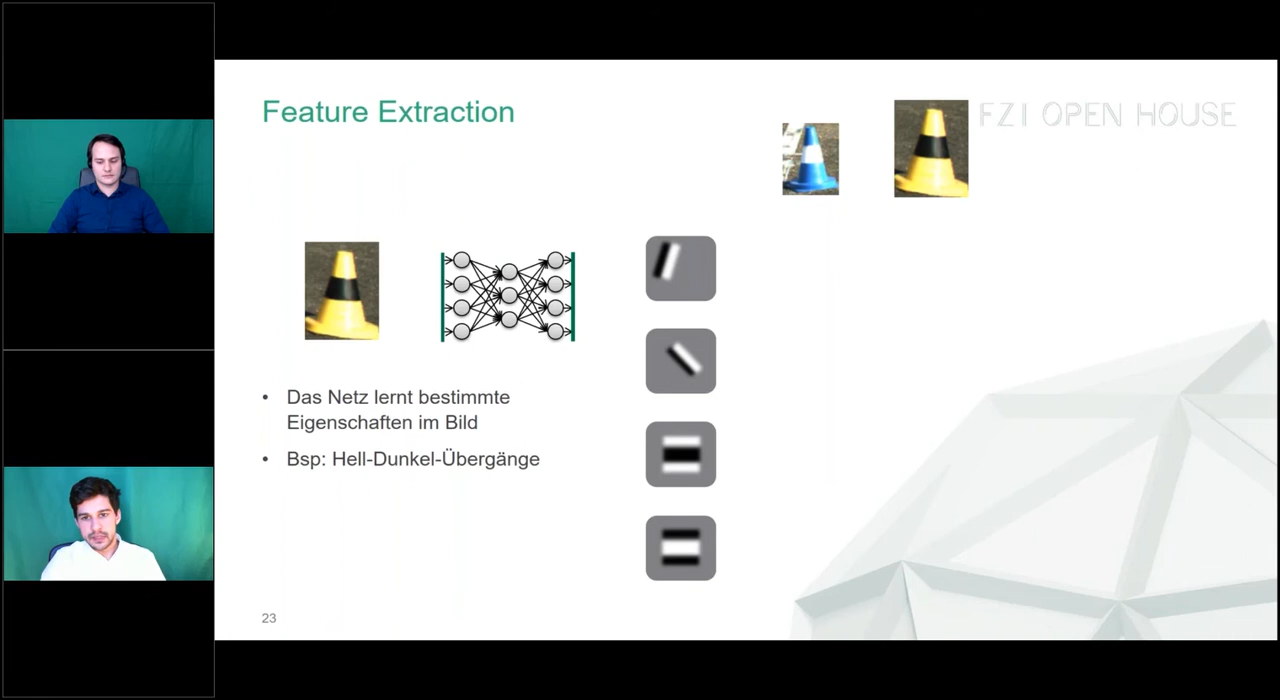 Feature Extraction
FZI OPEN HOUSE
• Das Netz lernt bestimmte
Eigenschaften im Bild
• Bsp: Hell-Dunkel-Übergänge
23